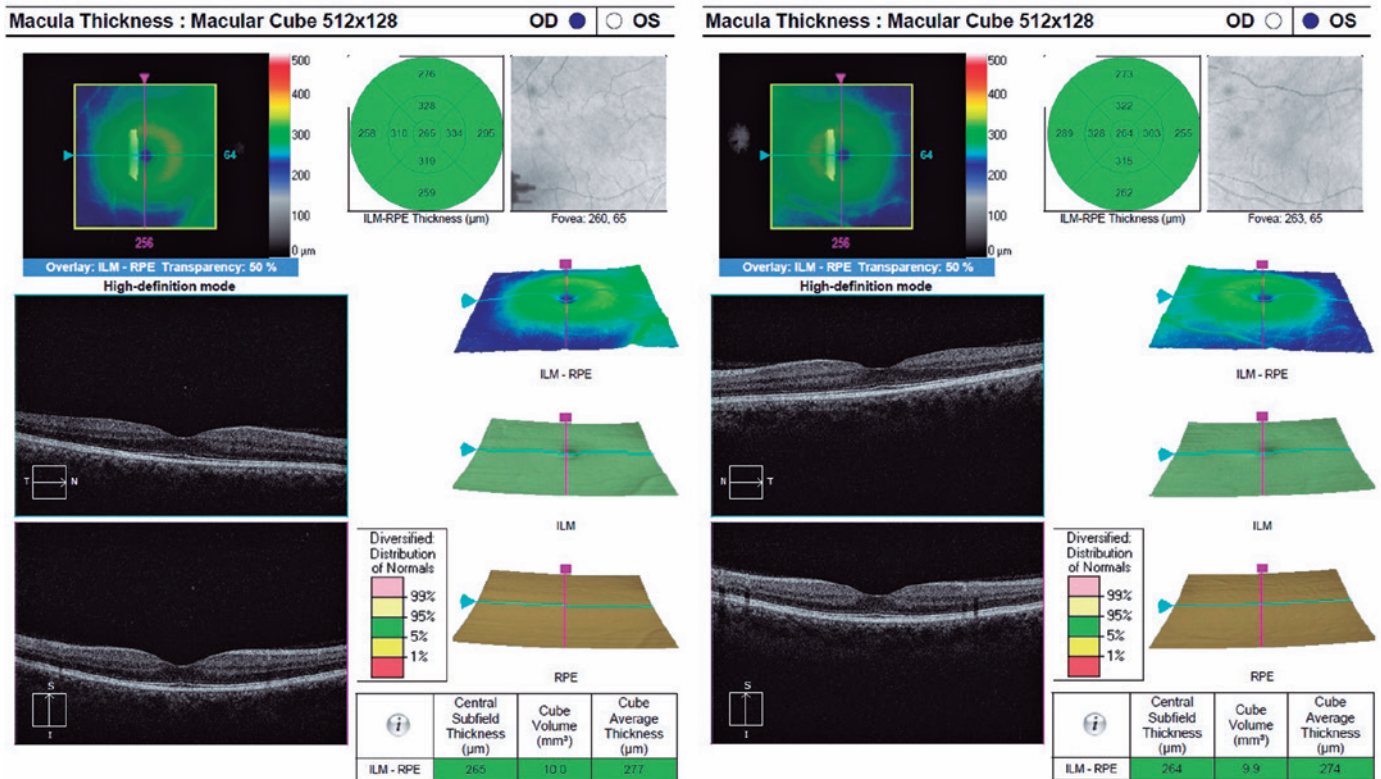 Macula Thickness : Macular Cube 512x128 OD OS
500
400
300
200
100
0 µm
64
256
Overlay: ILM - RPE Transparency: 50 %
276
328
258 310 265 334 295
319
259
ILM-RPE Thickness (µm)
Fovea: 260, 65
High-definition mode
T N
S
I
ILM - RPE
ILM
RPE
Diversified:
Distribution
of Normals
99%
95%
5%
1%
Central Subfield Thickness (µm) Cube Volume (mm³) Cube Average Thickness (µm)
i
ILM - RPE 265 10.0 277
Macula Thickness : Macular Cube 512x128 OD OS
500
400
300
200
100
0 µm
64
256
Overlay: ILM - RPE Transparency: 50 %
273
322
289 328 264 303 255
315
262
ILM-RPE Thickness (µm)
Fovea: 263, 65
High-definition mode
N T
S
I
ILM - RPE
ILM
RPE
Diversified:
Distribution
of Normals
99%
95%
5%
1%
Central Subfield Thickness (µm) Cube Volume (mm³) Cube Average Thickness (µm)
i
ILM - RPE 264 9.9 274